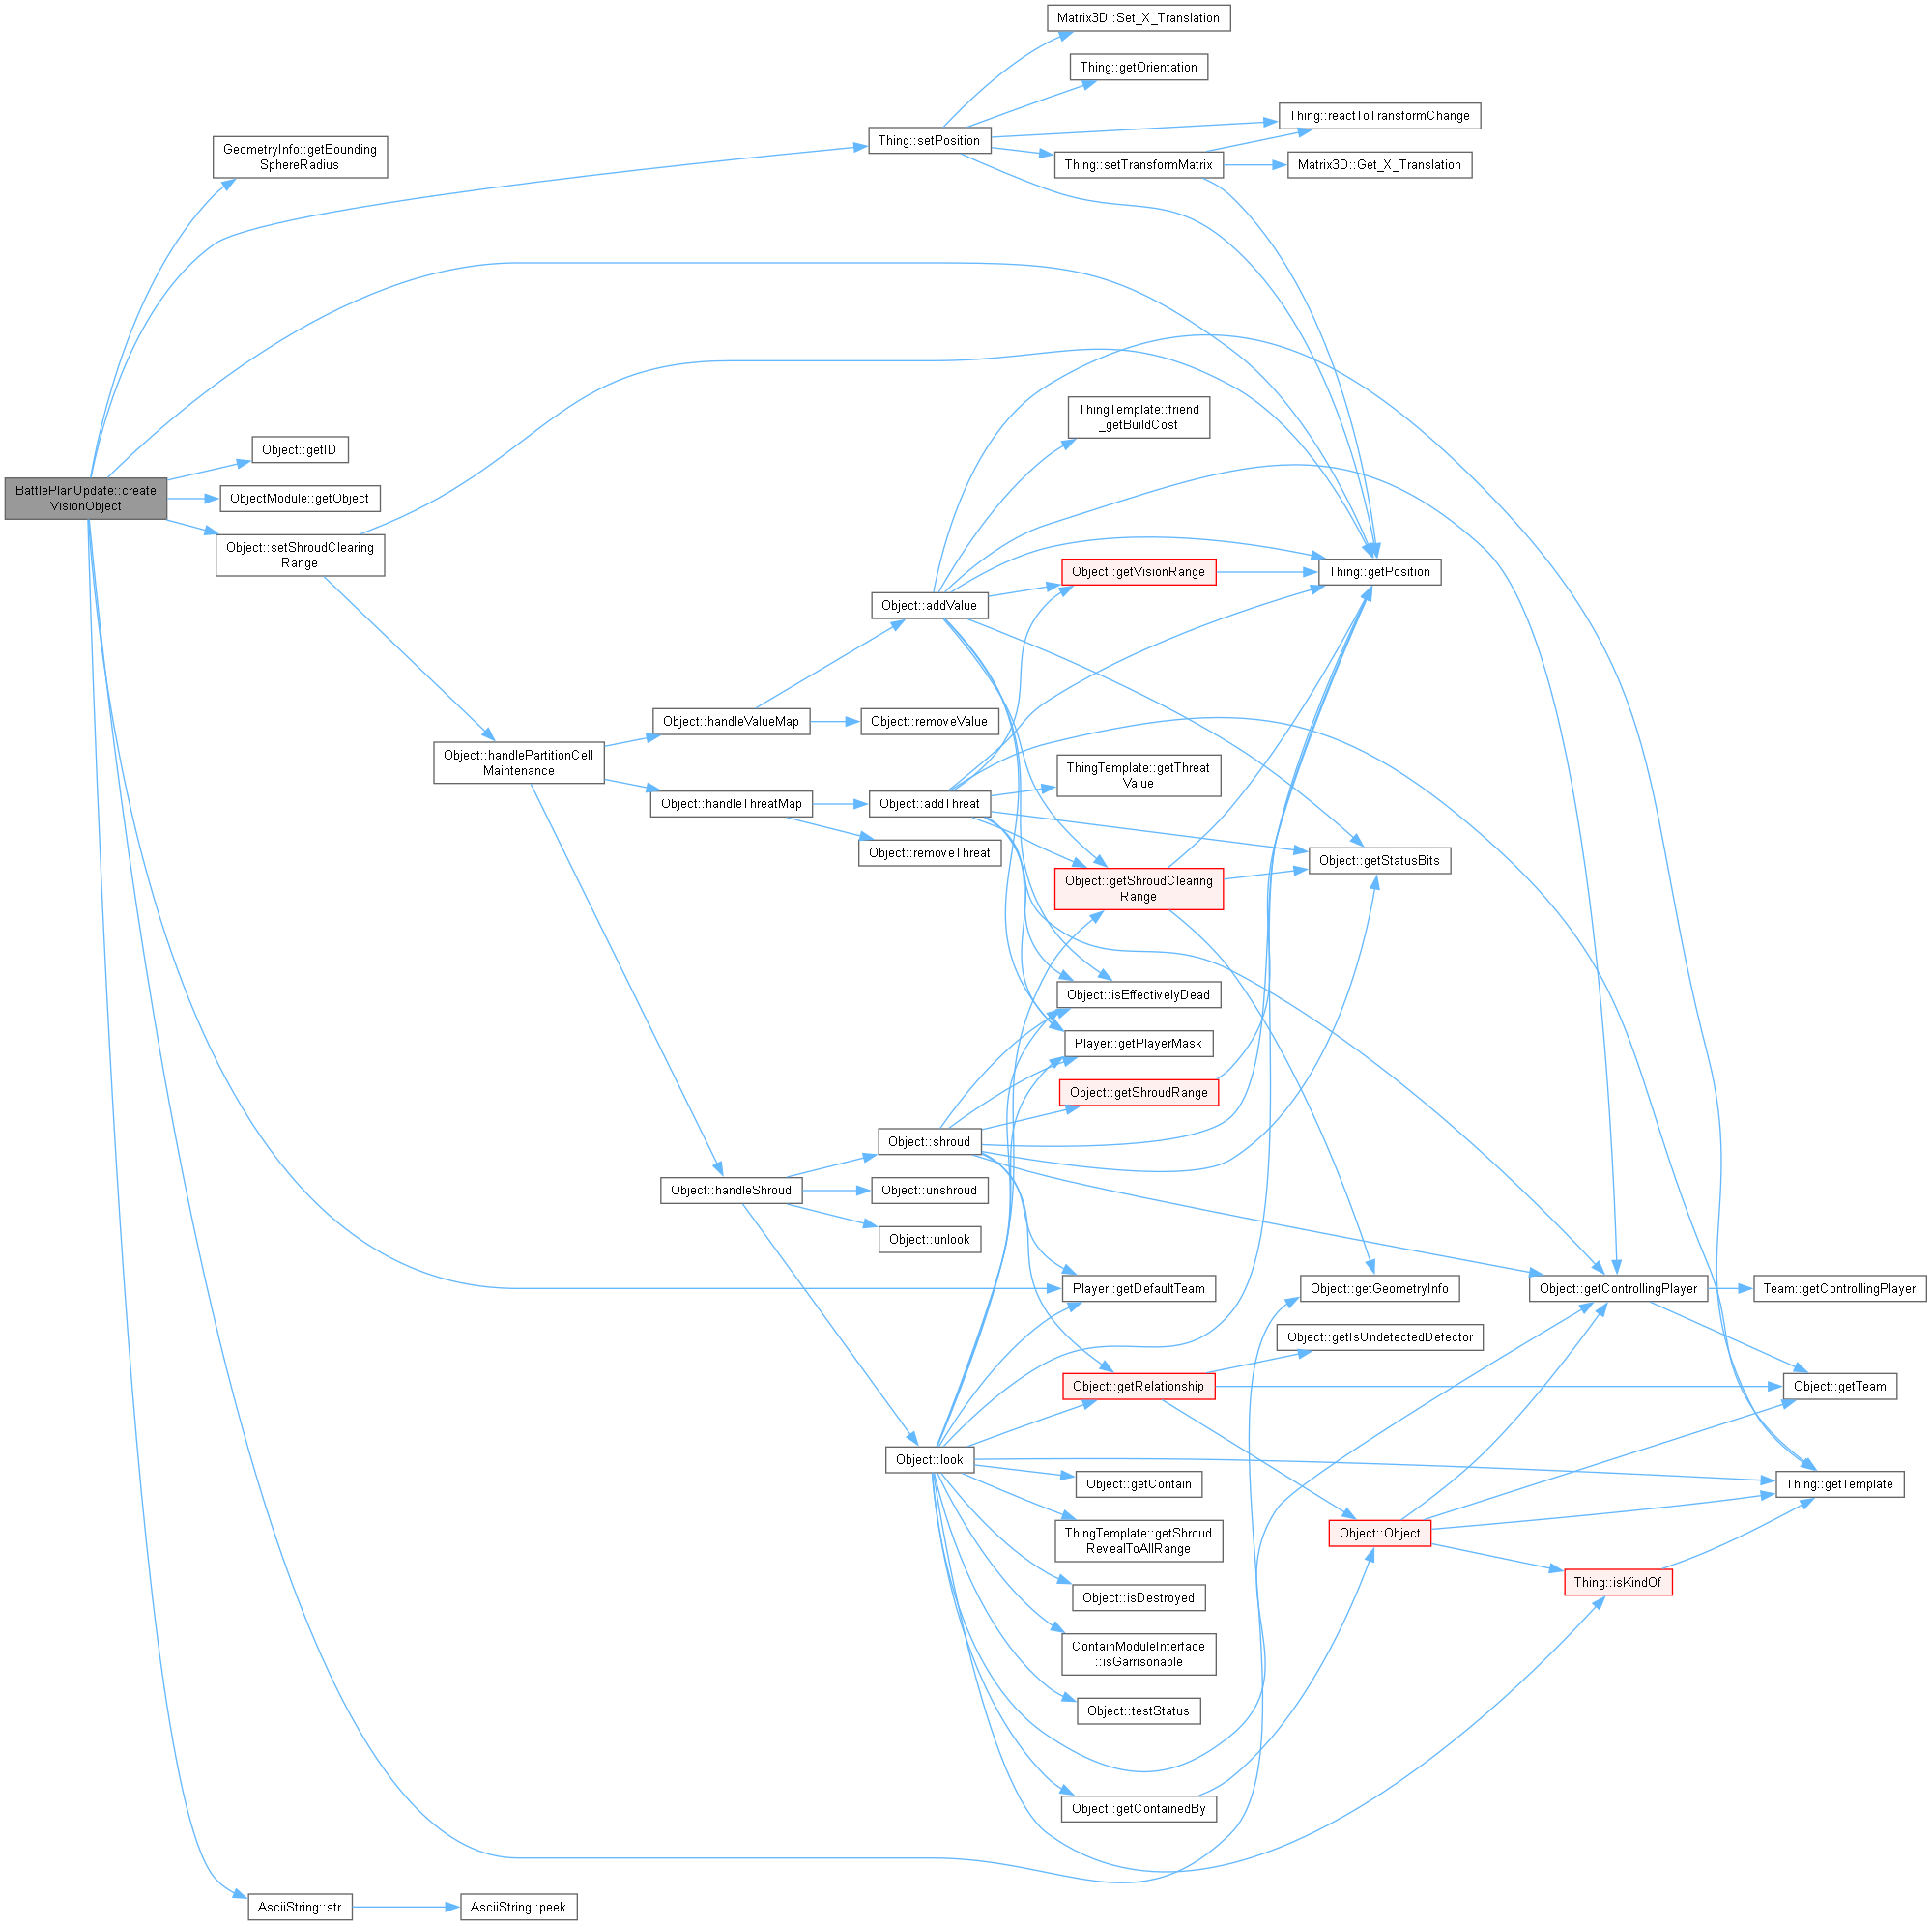 Matrix3D::Set_X_Translation
Thing::getOrientation
Thing::reactToTransformChange
Thing::setPosition
GeometryInfo::getBounding
SphereRadius
Thing::setTransformMatrix
Matrix3D::Get_X_Translation
ThingTemplate::friend
_getBuildCost
Object::getID
BattlePlanUpdate::create
VisionObject
ObjectModule::getObject
Object::setShroudClearing
Range
Object::getVisionRange
Thing::getPosition
Object::addValue
Object::handleValueMap
Object::removeValue
Object::handlePartitionCell
Maintenance
ThingTemplate::getThreat
Value
Object::handleThreatMap
Object::addThreat
Object::removeThreat
Object::getStatusBits
Object::getShroudClearing
Range
Object::isEffectivelyDead
Player::getPlayerMask
Object::getShroudRange
Object::shroud
Object::handleShroud
Object::unshroud
Object::unlook
Player::getDefaultTeam
Object::getGeometryInfo
Object::getControllingPlayer
Team::getControllingPlayer
Object::getIsUndetectedDefector
Object::getRelationship
Object::getTeam
Object::look
Object::getContain
Thing::getTemplate
ThingTemplate::getShroud
RevealToAllRange
Object::Object
Object::isDestroyed
Thing::isKindOf
ContainModuleInterface
::isGarrisonable
Object::testStatus
Object::getContainedBy
AsciiString::str
AsciiString::peek